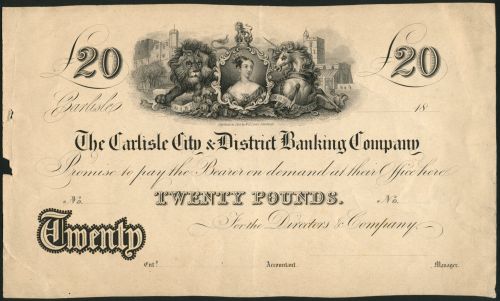 £20 £20
Carlisle 18
The Carlisle City & District Banking Company
Promise to pay the Bearer on demand at their Office here
No. TWENTY POUNDS. No.
For the Directors & Company,
Twenty
Ent.d Accountant. Manager.